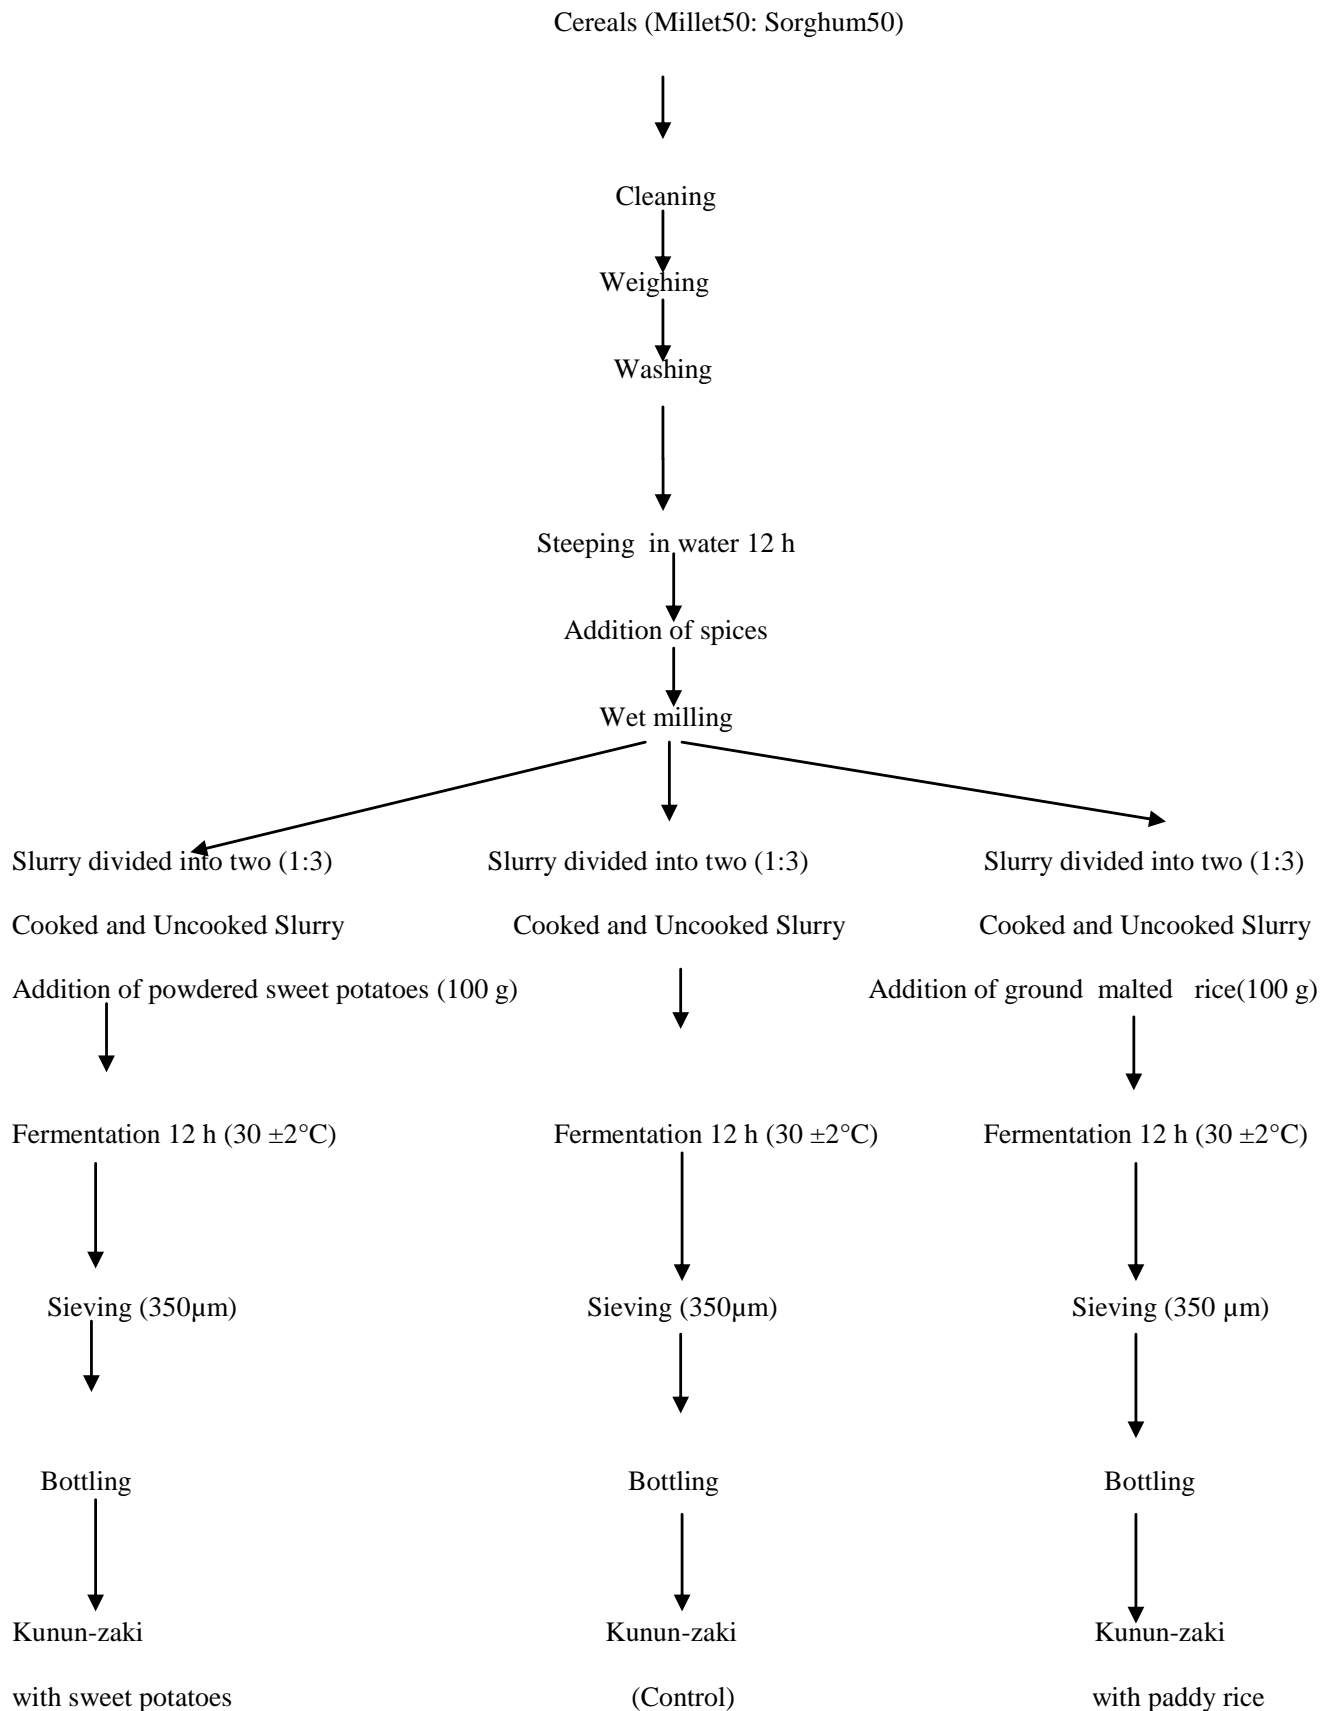 Cereals (Millet50: Sorghum50)
Cleaning
Weighing
Washing
Steeping  in water 12 h
Addition of spices
Wet milling
Slurry divided into two (1:3)
Slurry divided into two (1:3)
Slurry divided into two (1:3)
Cooked and Uncooked Slurry
Cooked and Uncooked Slurry
Cooked and Uncooked Slurry
Addition of powdered sweet potatoes (100 g)
Addition of ground  malted   rice(100 g)
Fermentation 12 h (30 ±2°C)
Fermentation 12 h (30 ±2°C)
Fermentation 12 h (30 ±2°C)
Sieving (350µm)
Sieving (350µm)
Sieving (350 µm)
Bottling
Bottling
Bottling
Kunun-zaki
Kunun-zaki
Kunun-zaki
with sweet potatoes
(Control)
with paddy rice